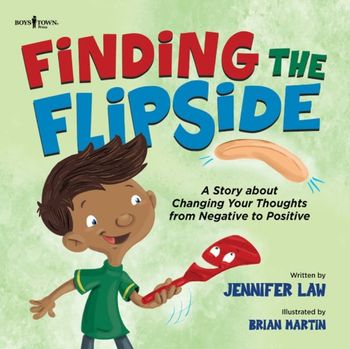 BOYS TOWN
Press
FiNDiNG THE
FLiPSiDE
A Story about
Changing Your Thoughts
from Negative to Positive
Written by
JENNIFER LAW
Illustrated by
BRIAN MARTIN